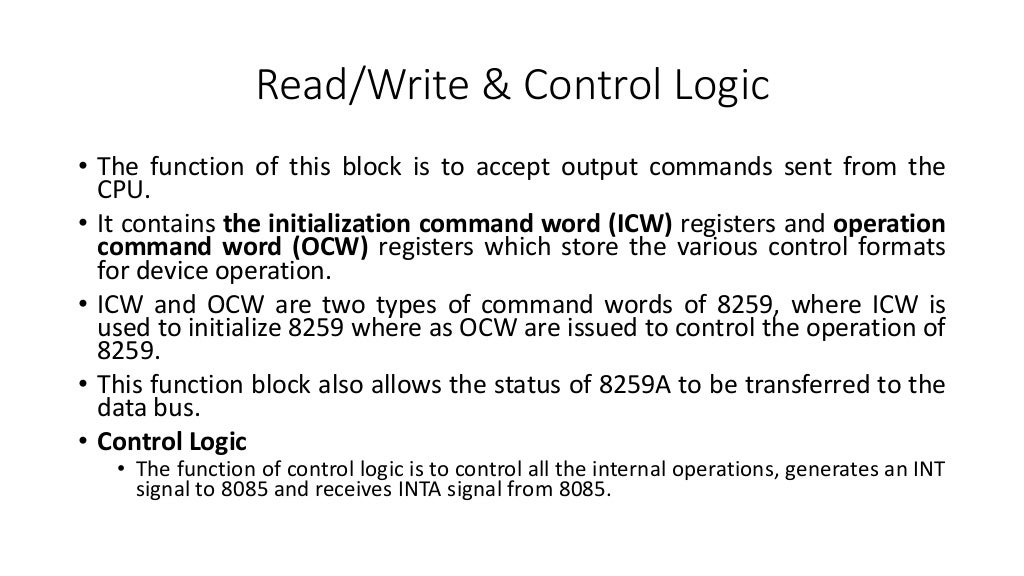 Read/Write & Control Logic
• The function of this block is to accept output commands sent from the
CPU.
• It contains the initialization command word (ICW) registers and operation
command word (OCW) registers which store the various control formats
for device operation.
• ICW and OCW are two types of command words of 8259, where ICW is
used to initialize 8259 where as OCW are issued to control the operation of
8259.
• This function block also allows the status of 8259A to be transferred to the
data bus.
• Control Logic
• The function of control logic is to control all the internal operations, generates an INT
signal to 8085 and receives INTA signal from 8085.